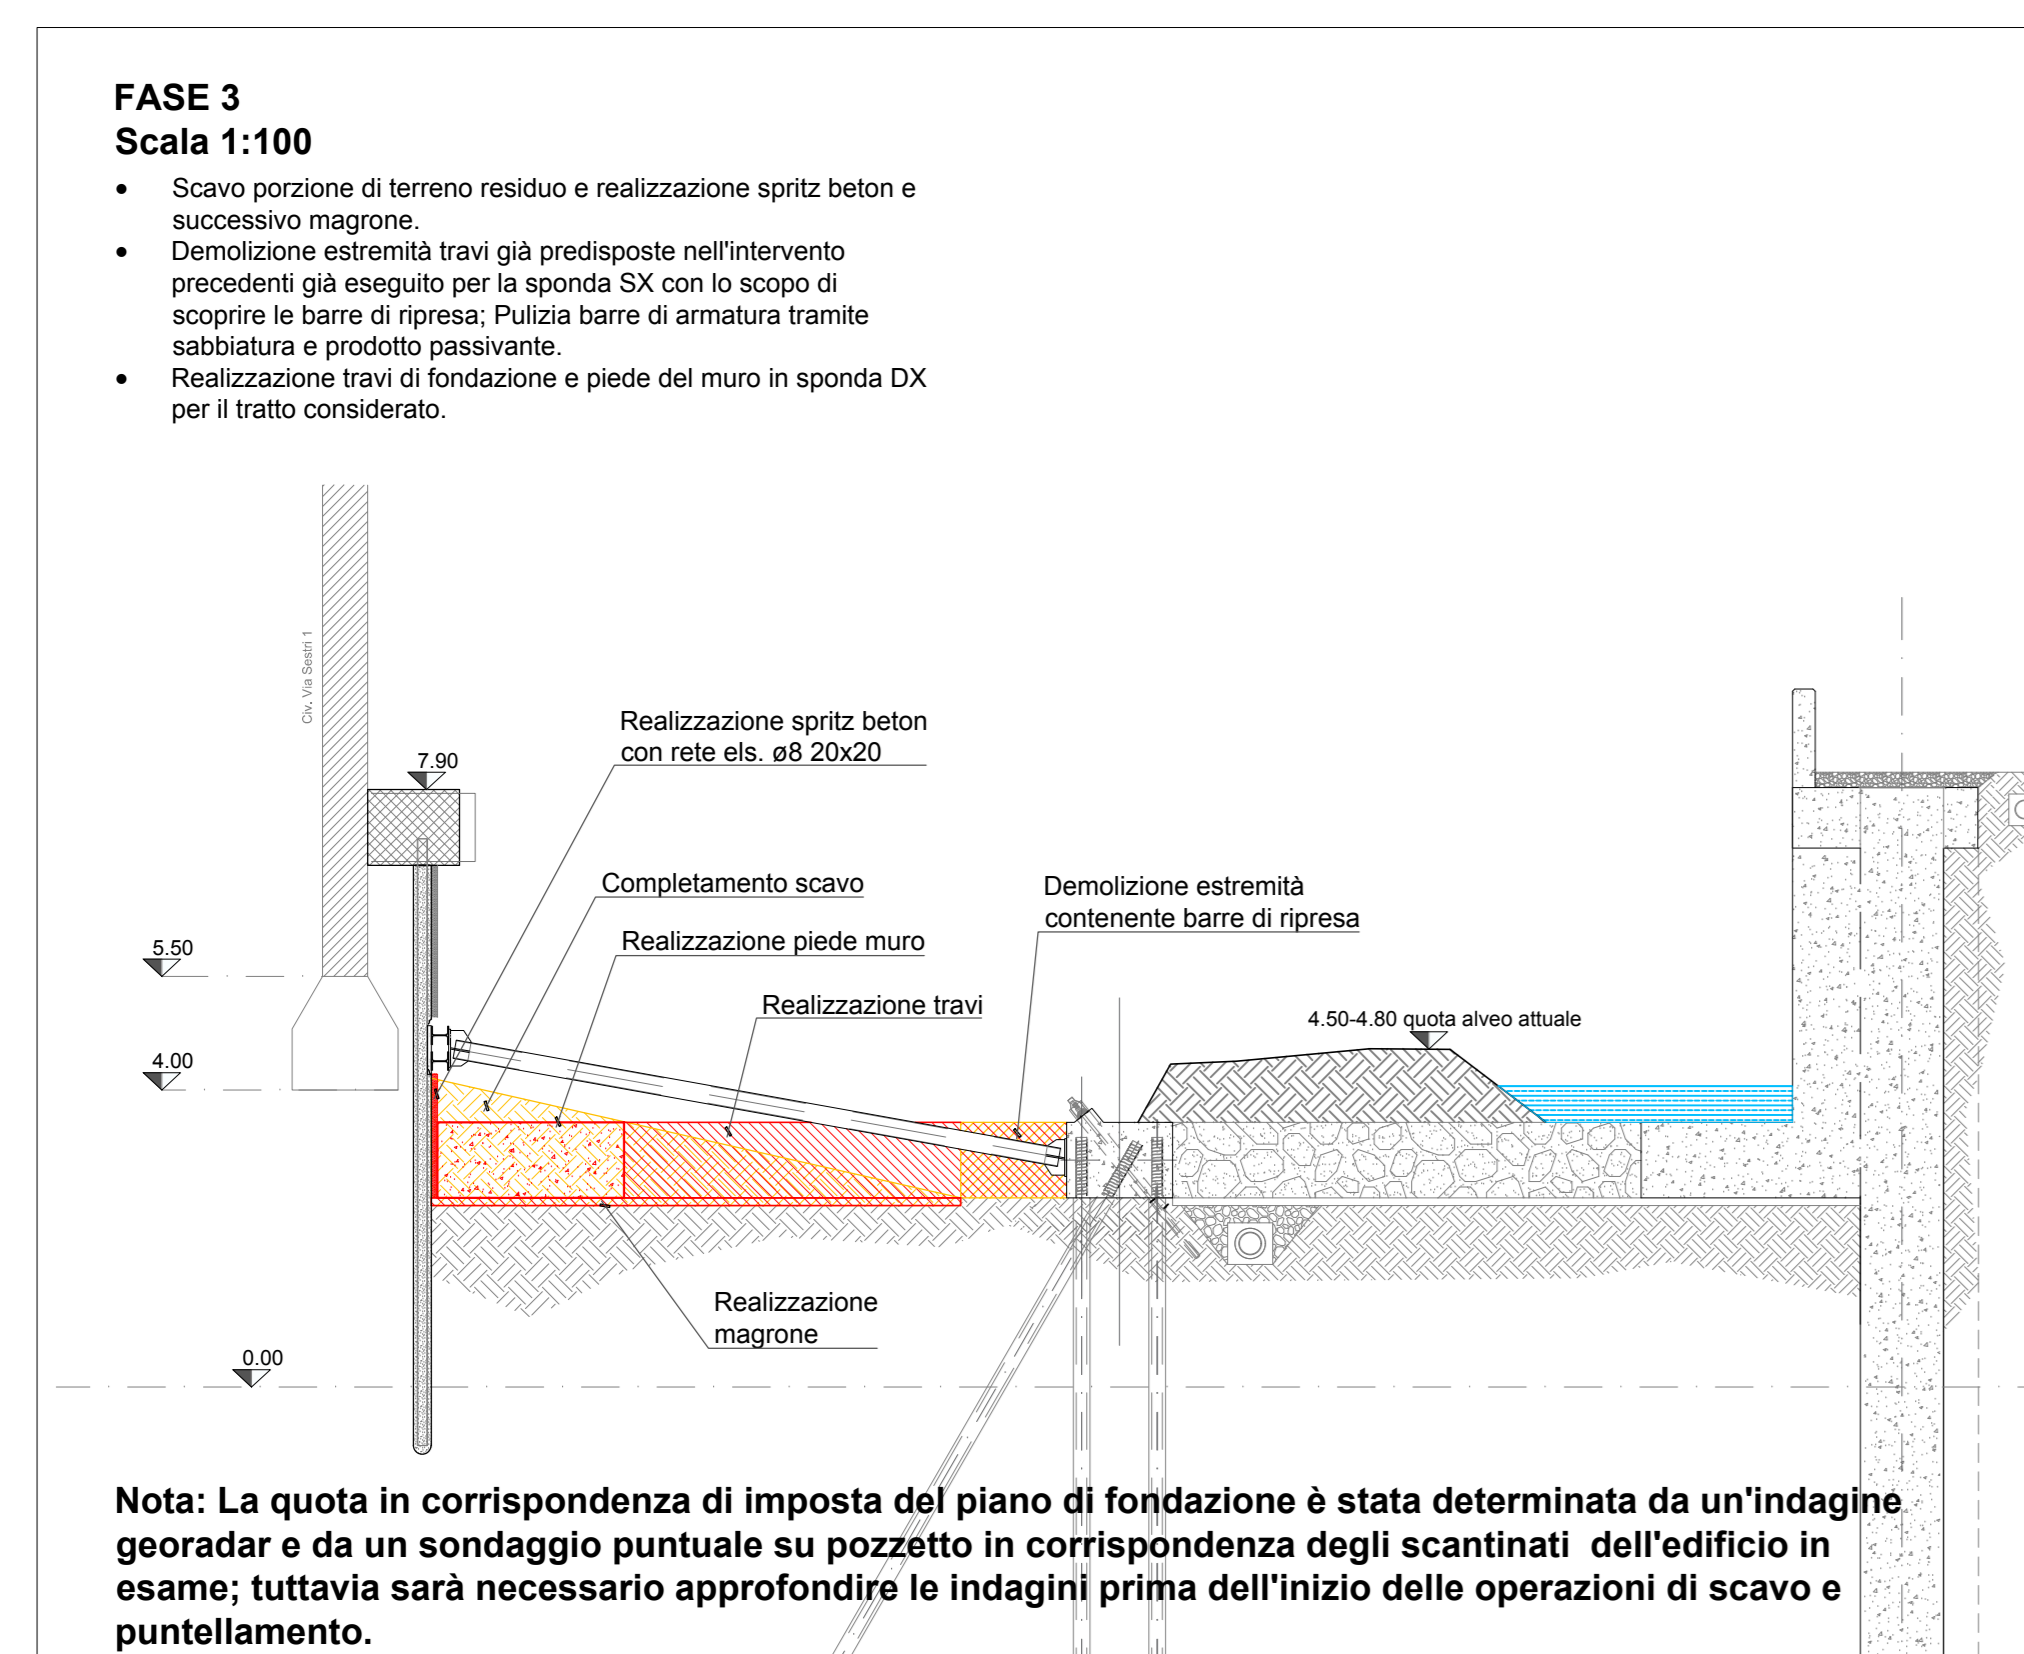 FASE 3
Scala 1:100
• Scavo porzione di terreno residuo e realizzazione spritz beton e
successivo magrone.
• Demolizione estremità travi già predisposte nell'intervento
precedenti già eseguito per la sponda SX con lo scopo di
scoprire le barre di ripresa; Pulizia barre di armatura tramite
sabbiatura e prodotto passivante.
• Realizzazione travi di fondazione e piede del muro in sponda DX
per il tratto considerato.
Civ. Via Sestri 1
Realizzazione spritz beton
con rete els. ø8 20x20
7.90
Completamento scavo
Demolizione estremità
contenente barre di ripresa
Realizzazione piede muro
5.50
Realizzazione travi
4.50-4.80 quota alveo attuale
4.00
Realizzazione
magrone
0.00
Nota: La quota in corrispondenza di imposta del piano di fondazione è stata determinata da un'indagine
georadar e da un sondaggio puntuale su pozzetto in corrispondenza degli scantinati  dell'edificio in
esame; tuttavia sarà necessario approfondire le indagini prima dell'inizio delle operazioni di scavo e
puntellamento.